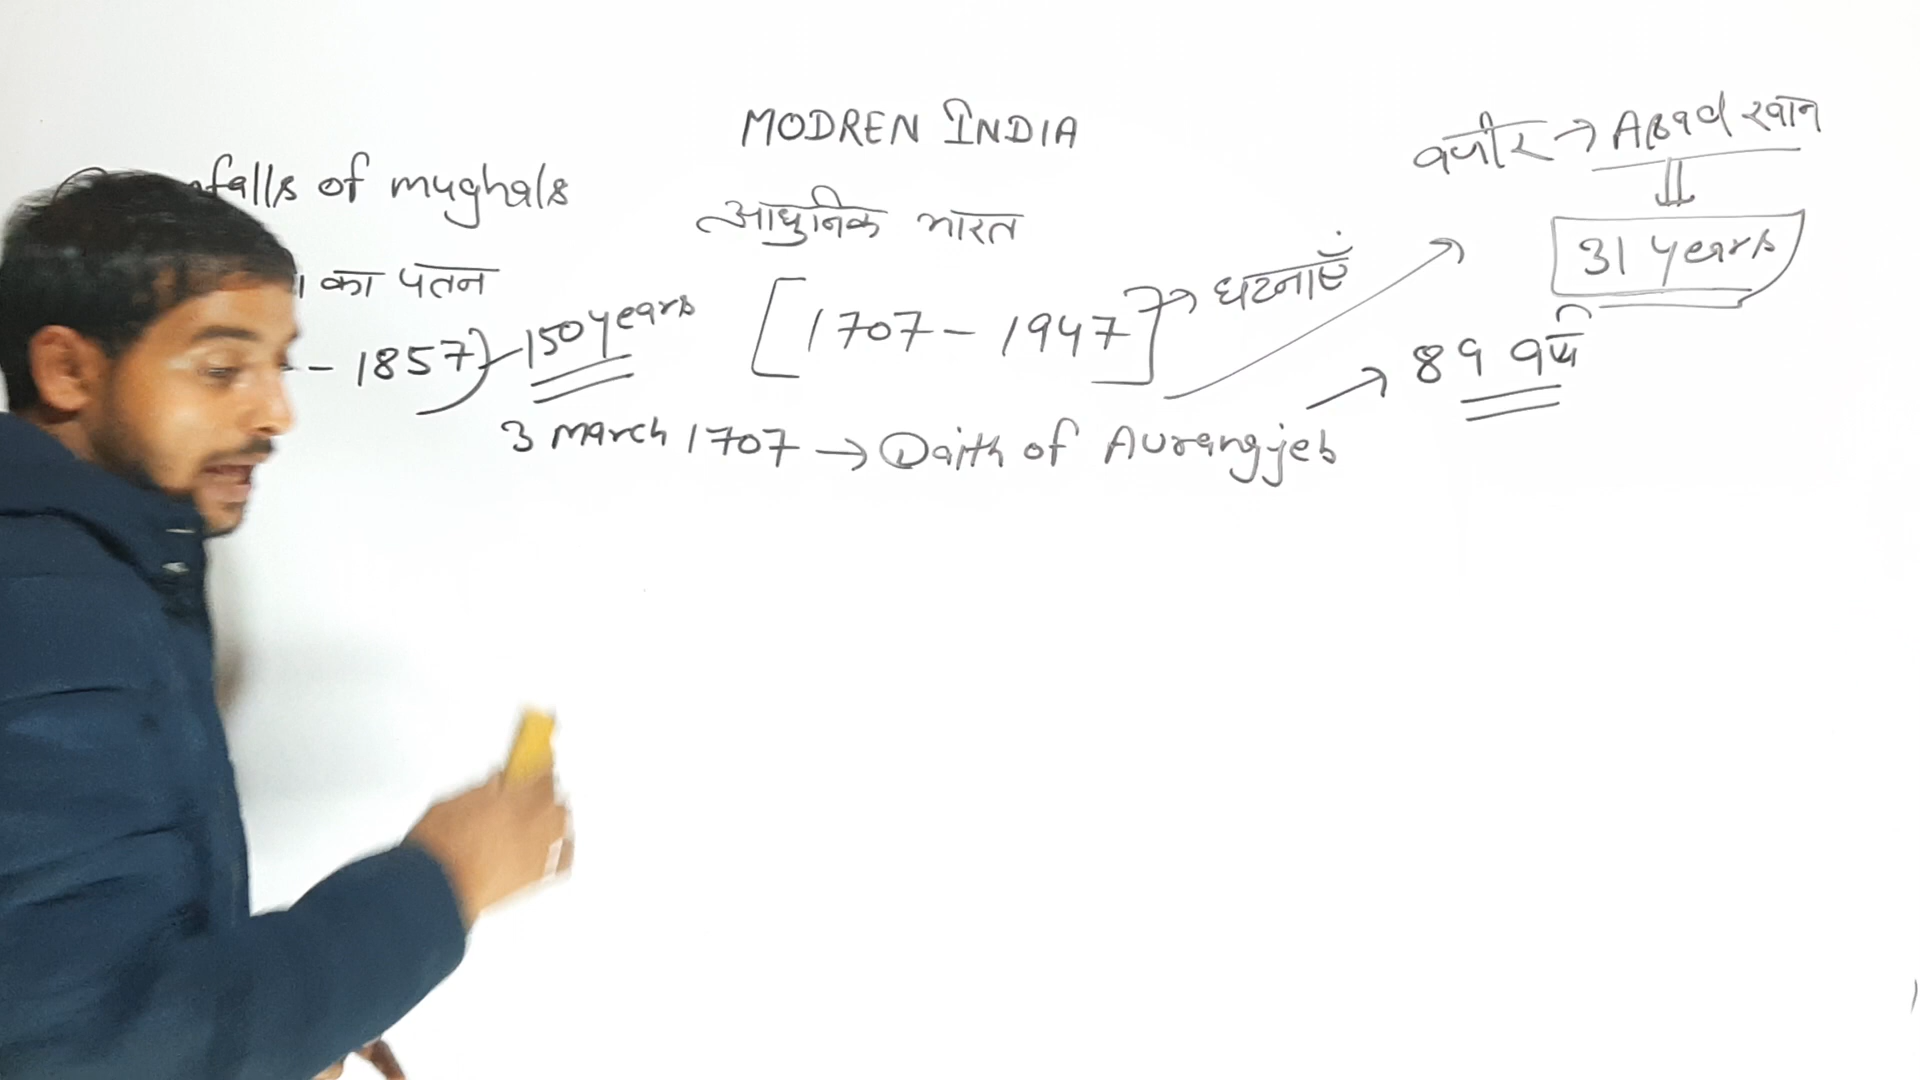 MODREN INDIA
वजीर → ABad खान
falls of mughals
आधुनिक भारत
31 years
का पतन
[1707 - 1947] → घटनाएँ
- 1857) - 150 years
89 वर्ष
3 march 1707 → Daith of Aurangjeb